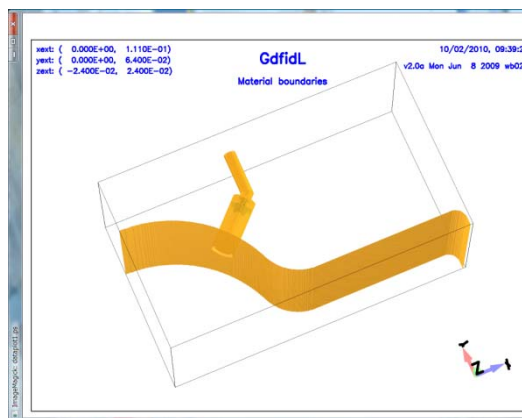 xext: ( 0.000E+00, 1.110E-01)
yext: ( 0.000E+00, 6.400E-02)
zext: ( -2.400E-02, 2.400E-02)
GdfidL
Material boundaries
10/02/2010, 09:39:2
v2.0a Mon Jun 8 2009 wb02
Y
Z
X
ImageMagick: